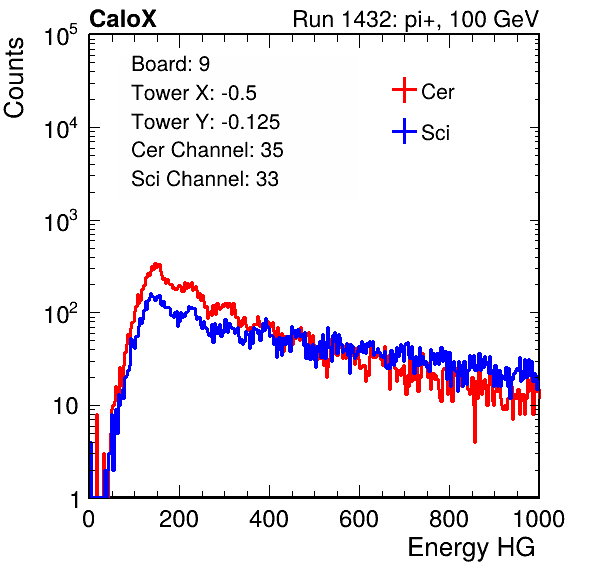 CaloX Run 1432: pi+, 100 GeV
Counts
10^5
10^4
10^3
10^2
10
1
Board: 9
Tower X: -0.5
Tower Y: -0.125
Cer Channel: 35
Sci Channel: 33
Cer
Sci
0 200 400 600 800 1000
Energy HG